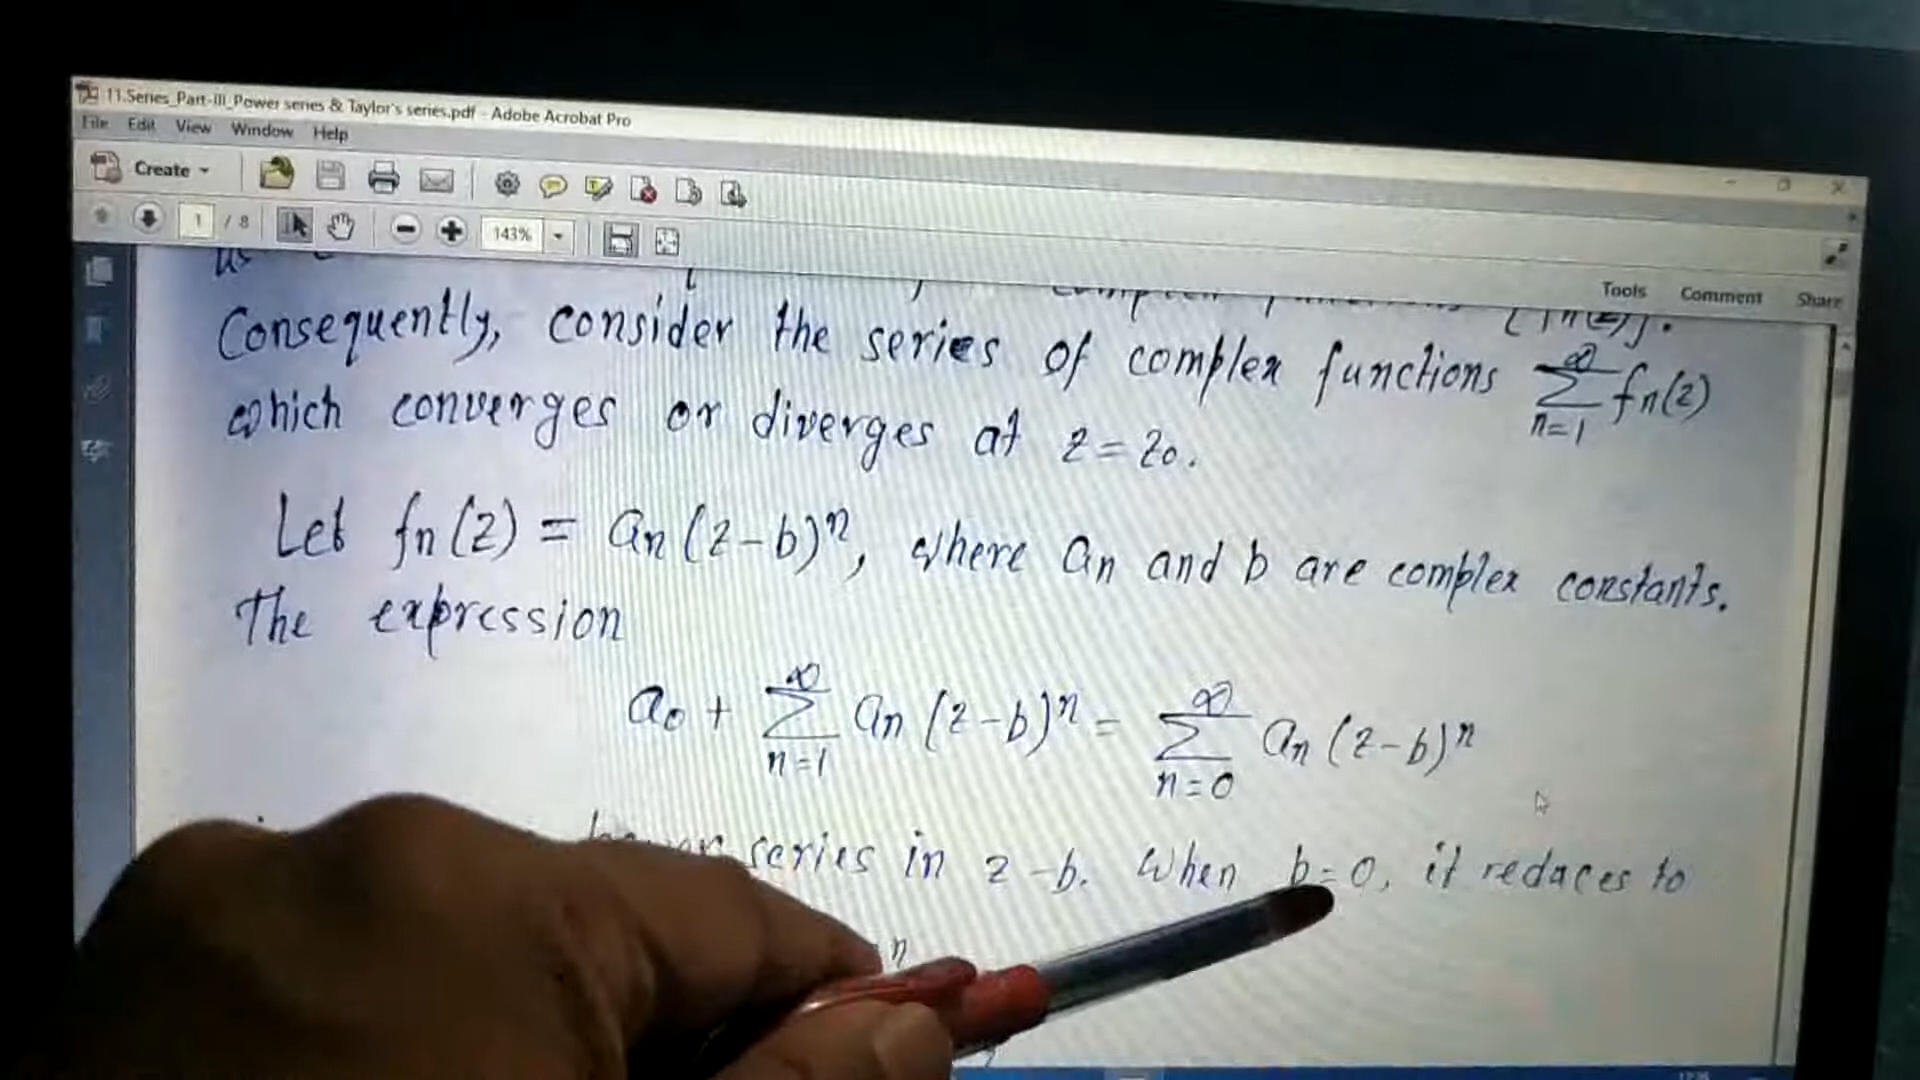 11.Series_Part-III_Power series & Taylor's series.pdf - Adobe Acrobat Pro
File Edit View Window Help
Create
1 / 8 143%
Tools Comment Share
Consequently, consider the series of complex functions ∑_{n=1}^{∞} fn(z)
which converges or diverges at z = z0.
Let fn(z) = an(z-b)^n, where an and b are complex constants.
The expression
a0 + ∑_{n=1}^{∞} an (z-b)^n = ∑_{n=0}^{∞} an (z-b)^n
series in z-b. When b=0, it reduces to
n